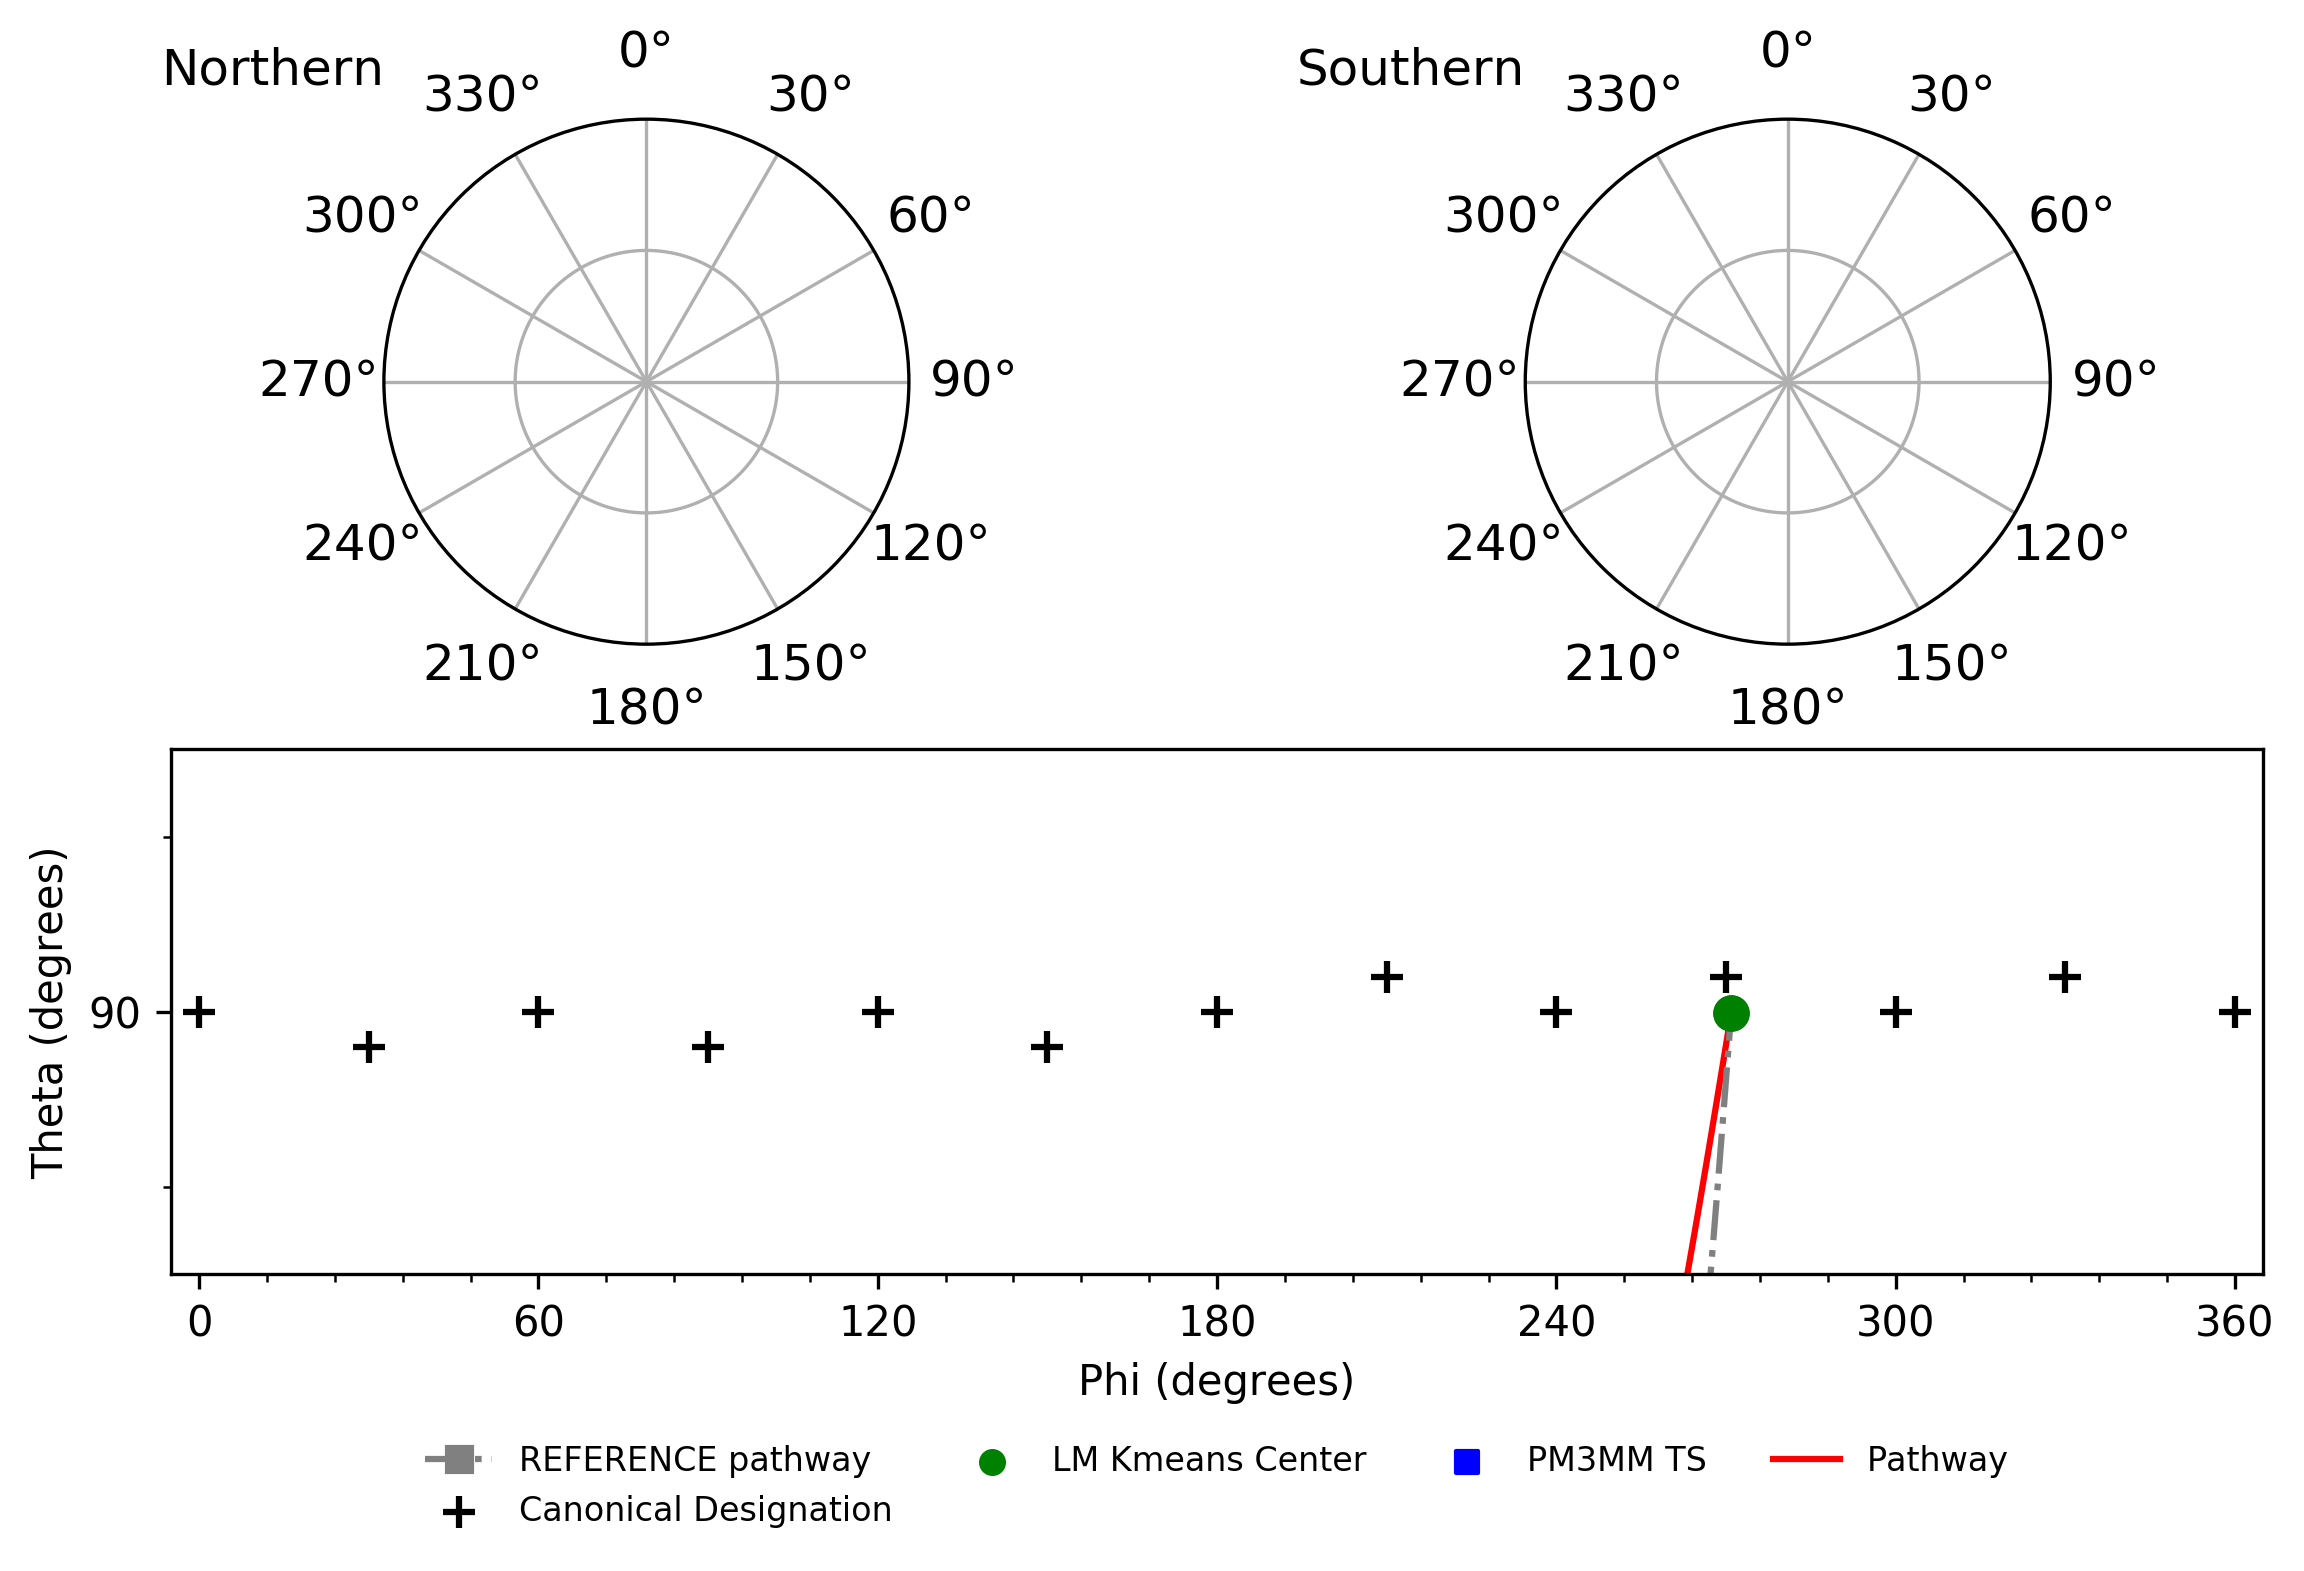 Northern
0°
30°
60°
90°
120°
150°
180°
210°
240°
270°
300°
330°
Southern
0°
30°
60°
90°
120°
150°
180°
210°
240°
270°
300°
330°
Theta (degrees)
90
0 60 120 180 240 300 360
Phi (degrees)
REFERENCE pathway
Canonical Designation
LM Kmeans Center
PM3MM TS
Pathway